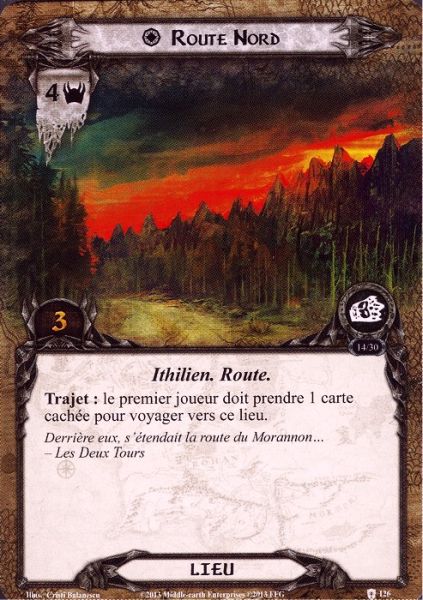 ROUTE NORD
4
3
14/30
Ithilien. Route.
Trajet : le premier joueur doit prendre 1 carte
cachée pour voyager vers ce lieu.
Derrière eux, s’étendait la route du Morannon…
– Les Deux Tours
LIEU
Illus. Cristi Balanescu
©2013 Middle-earth Enterprises ©2013 FFG
126